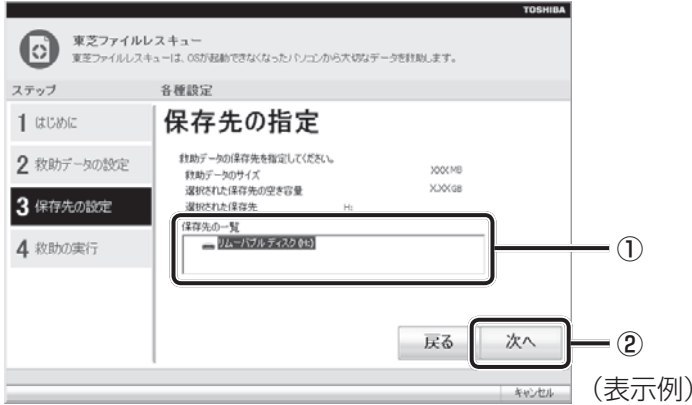 TOSHIBA
東芝ファイルレスキュー
東芝ファイルレスキューは、OSが起動できなくなったパソコンから大切なデータを救助します。
ステップ
各種設定
1 はじめに
2 救助データの設定
3 保存先の設定
4 救助の実行
保存先の指定
救助データの保存先を指定してください。
救助データのサイズ XXXMB
選択された保存先の空き容量 X.XXGB
選択された保存先 H:
保存先の一覧
リムーバブル ディスク (H:)
①
戻る
次へ
②
キャンセル
（表示例）